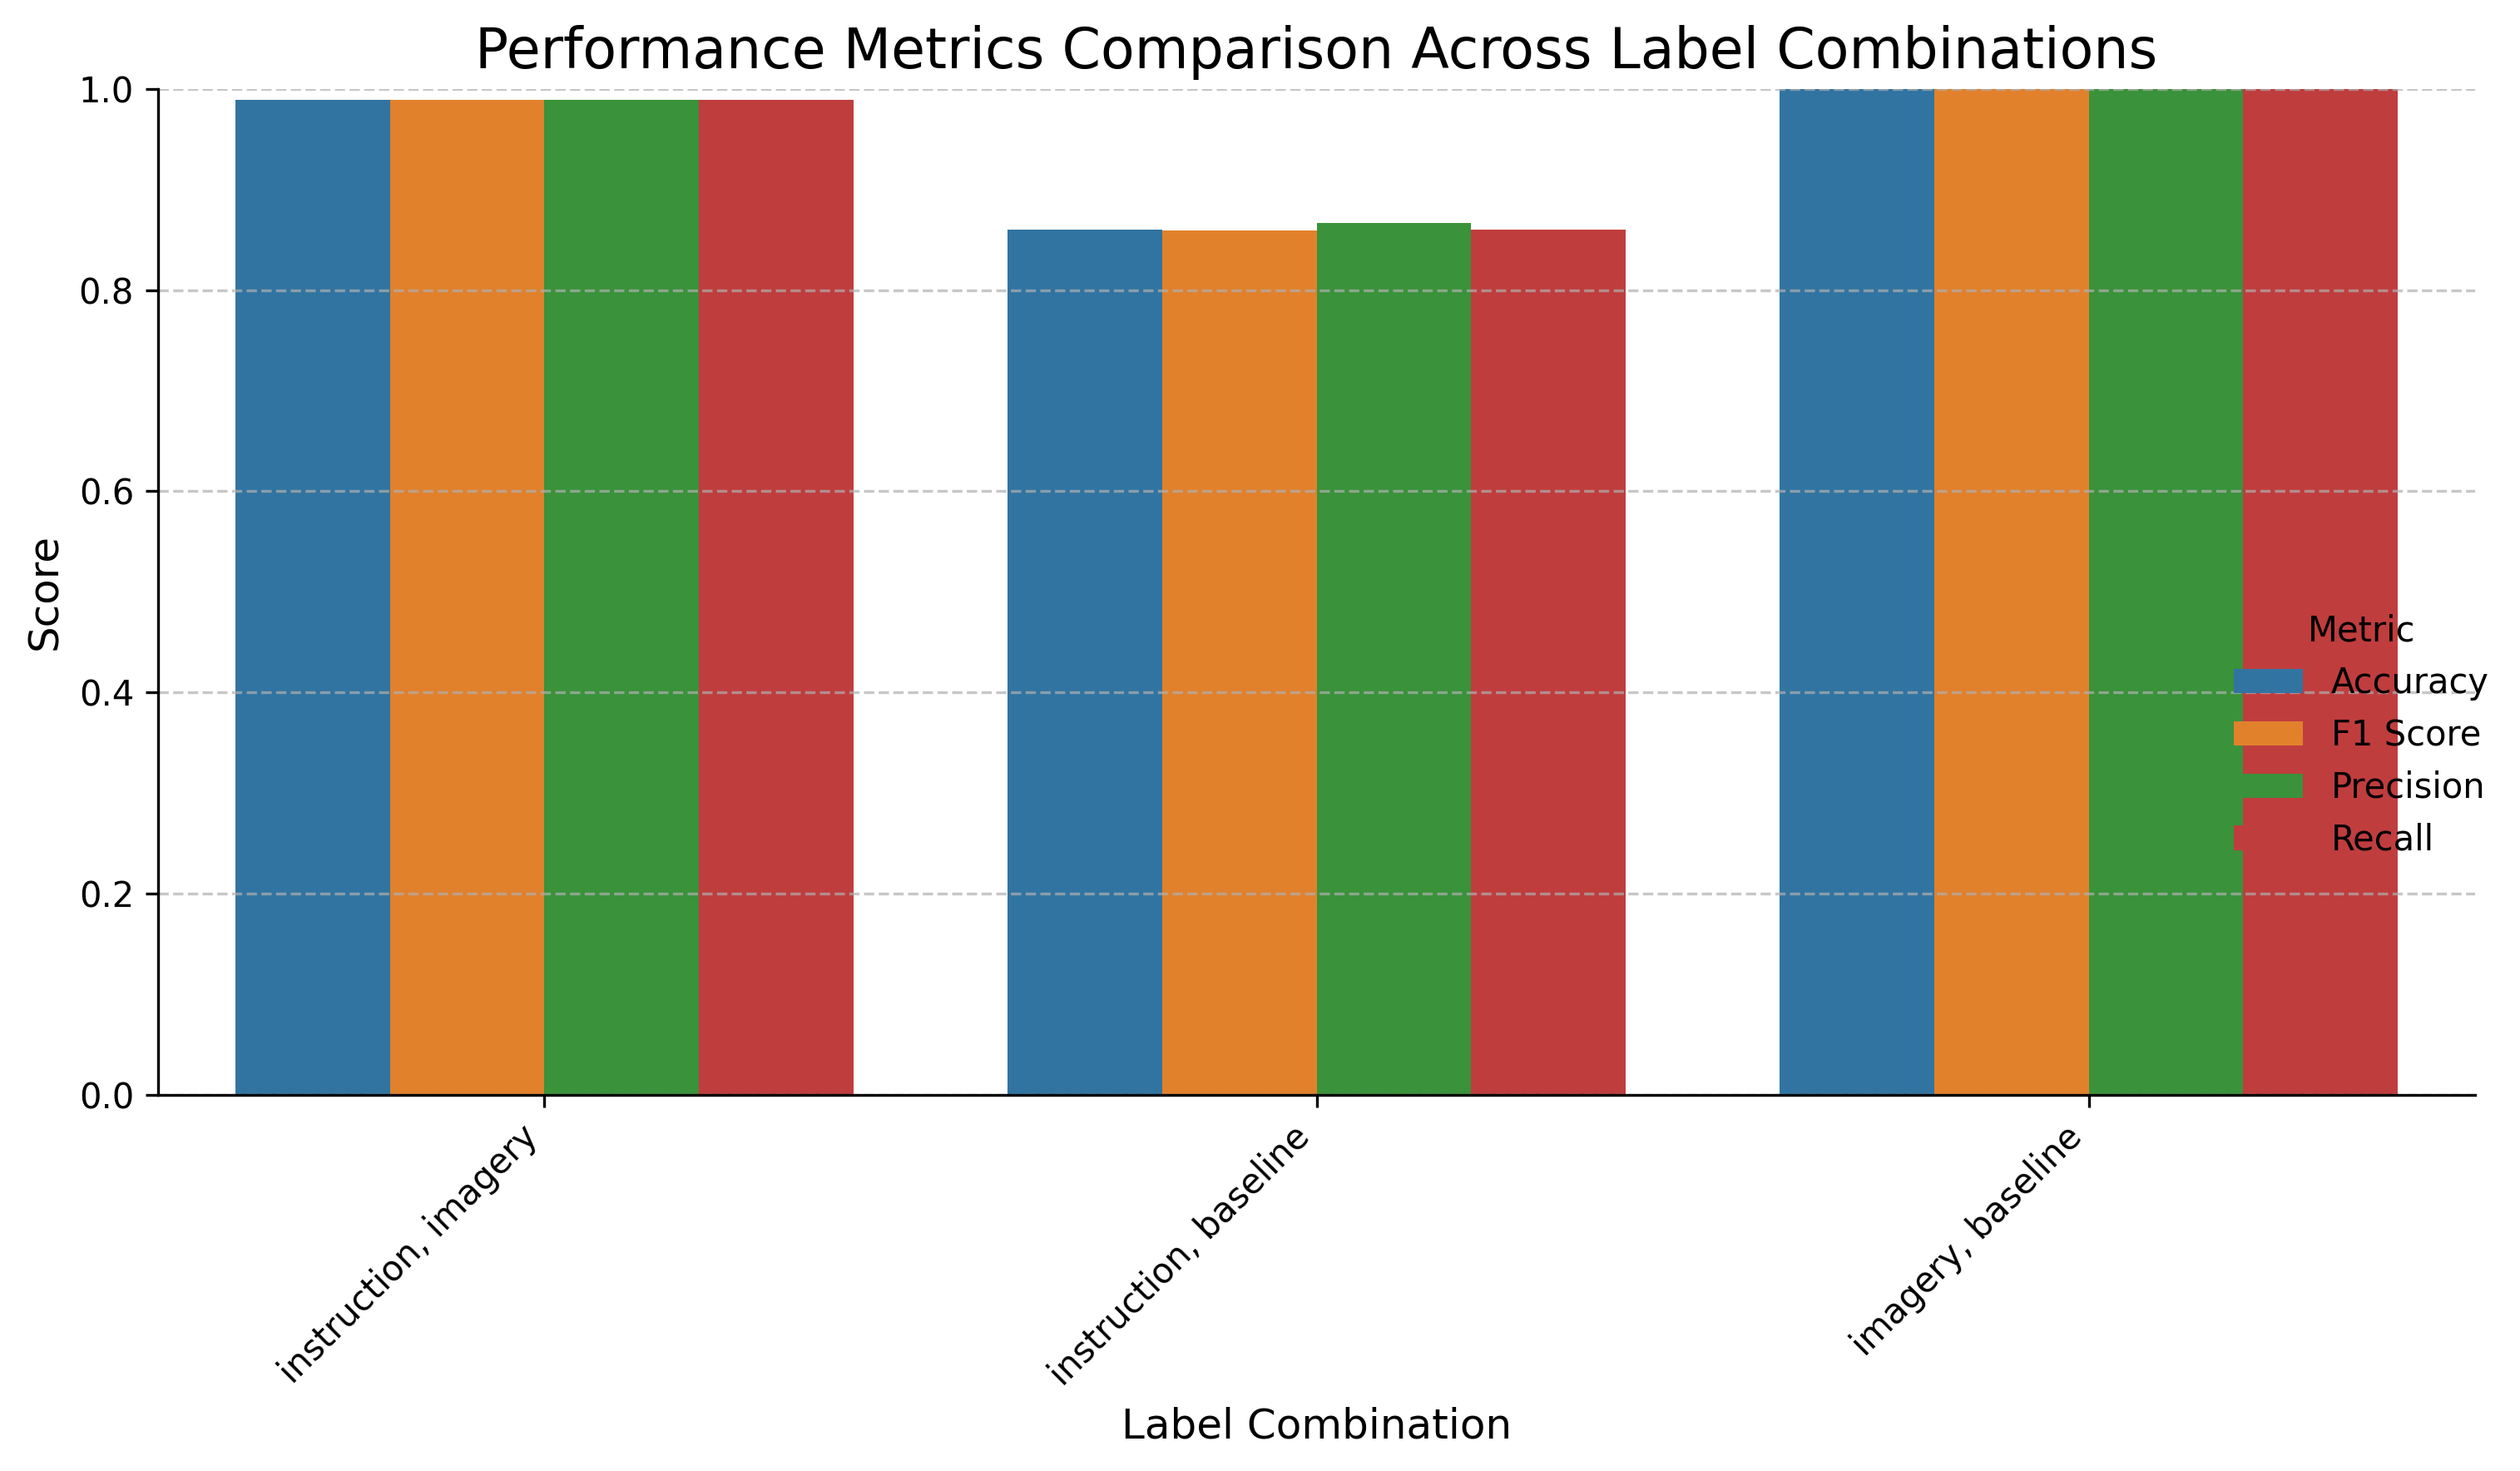 Performance Metrics Comparison Across Label Combinations
1.0
0.8
0.6
0.4
0.2
0.0
Score
Metric
Accuracy
F1 Score
Precision
Recall
instruction, imagery
instruction, baseline
imagery, baseline
Label Combination